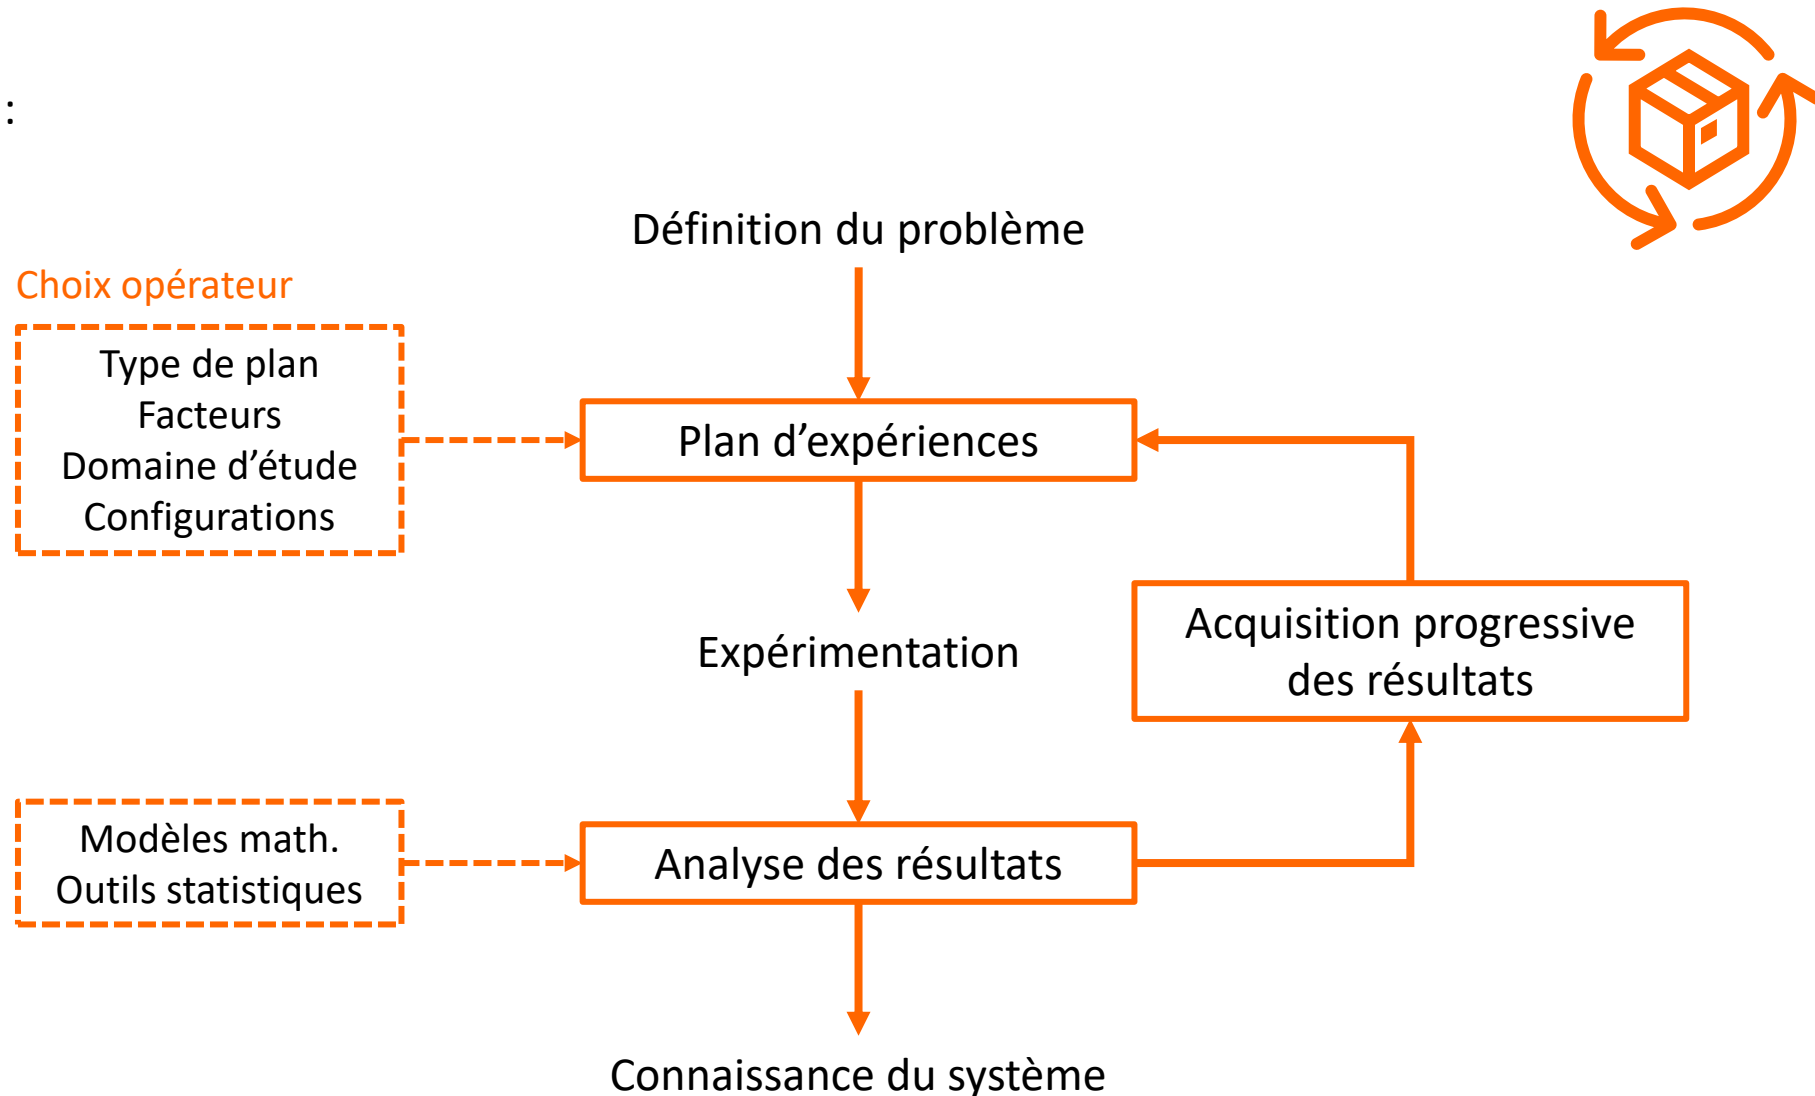 :
Définition du problème
Choix opérateur
Type de plan
Facteurs
Domaine d’étude
Configurations
Plan d’expériences
Expérimentation
Acquisition progressive
des résultats
Modèles math.
Outils statistiques
Analyse des résultats
Connaissance du système